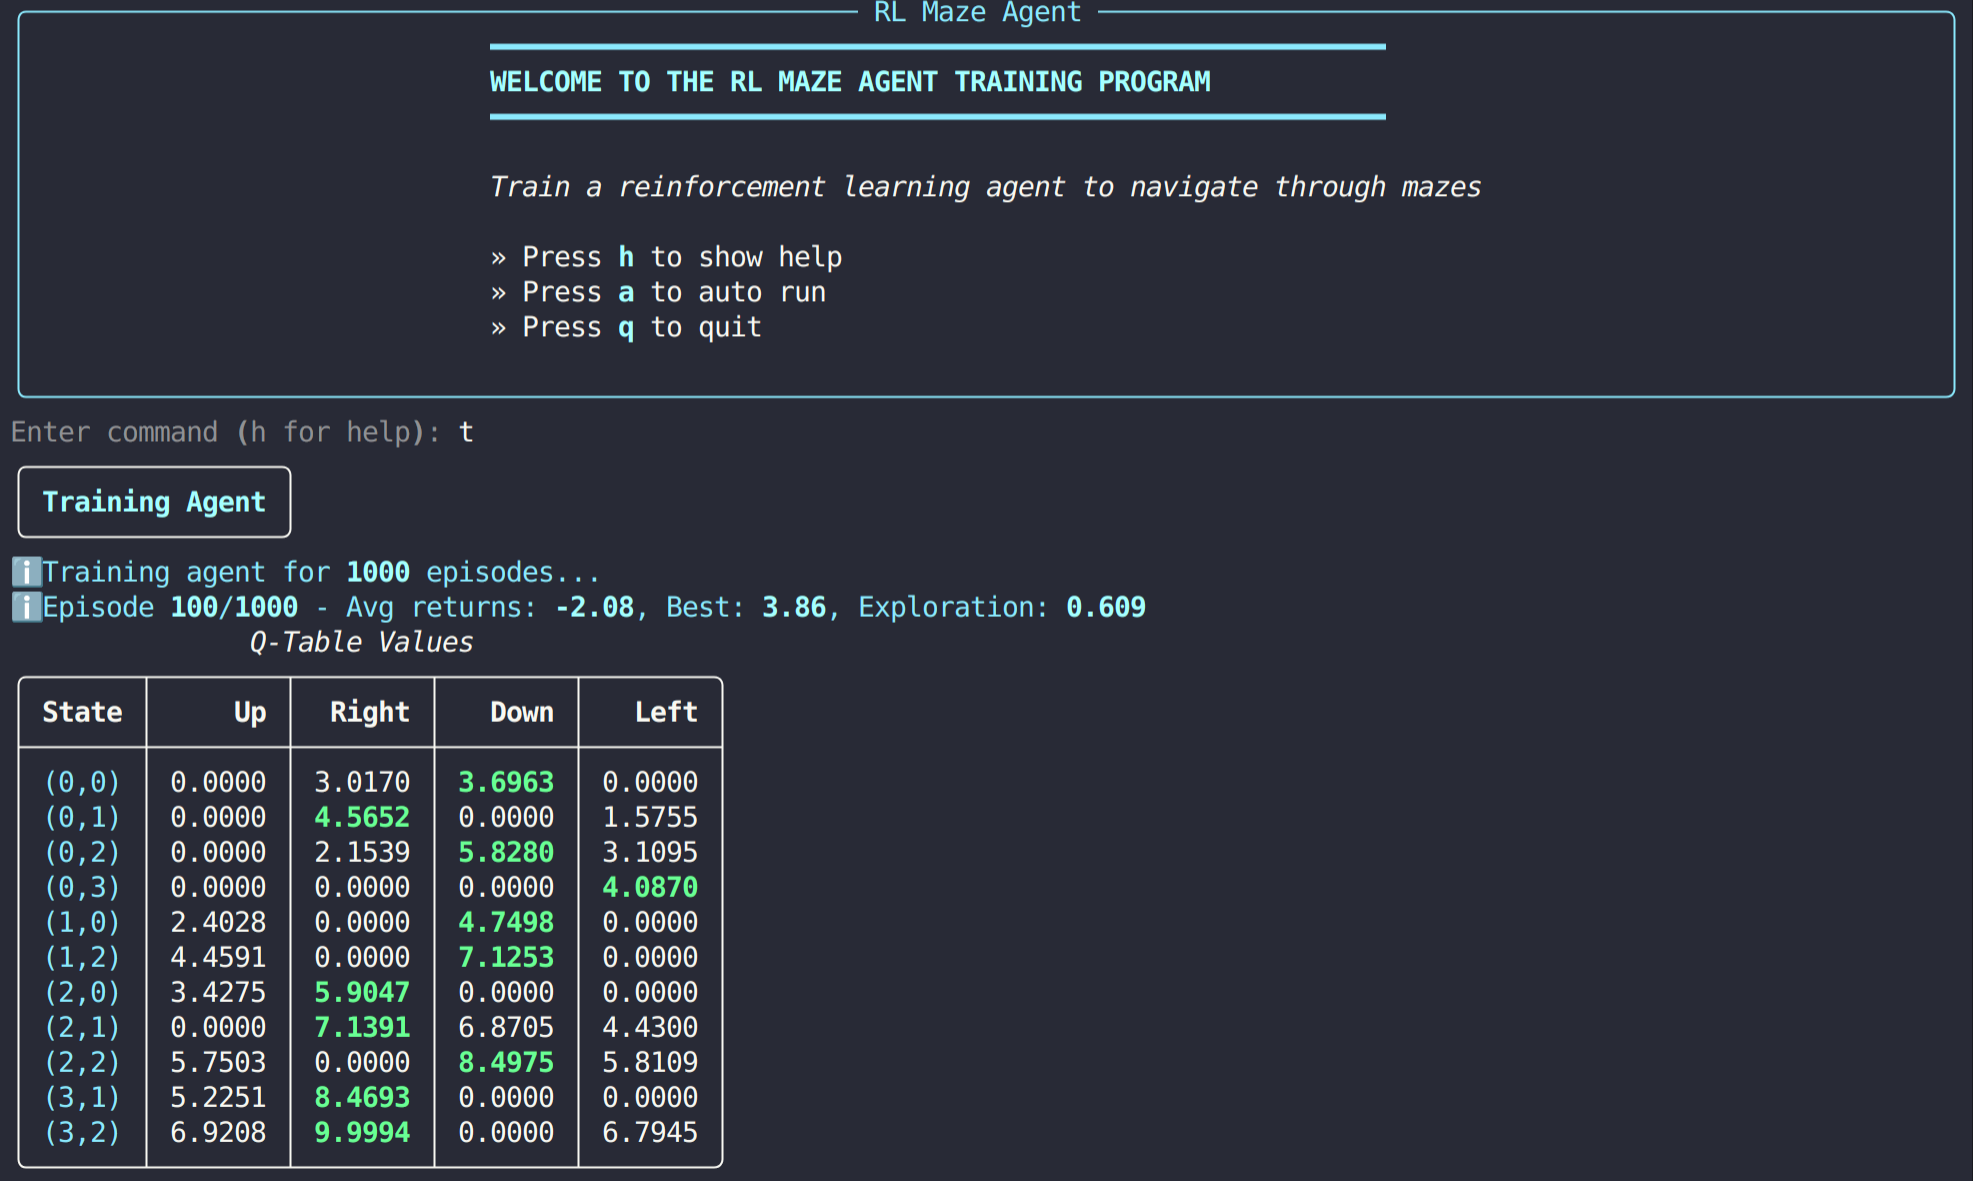 RL Maze Agent
WELCOME TO THE RL MAZE AGENT TRAINING PROGRAM
Train a reinforcement learning agent to navigate through mazes
» Press h to show help
» Press a to auto run
» Press q to quit
Enter command (h for help): t
Training Agent
ℹ️Training agent for 1000 episodes...
ℹ️Episode 100/1000 - Avg returns: -2.08, Best: 3.86, Exploration: 0.609
Q-Table Values
State Up Right Down Left
(0,0) 0.0000 3.0170 3.6963 0.0000
(0,1) 0.0000 4.5652 0.0000 1.5755
(0,2) 0.0000 2.1539 5.8280 3.1095
(0,3) 0.0000 0.0000 0.0000 4.0870
(1,0) 2.4028 0.0000 4.7498 0.0000
(1,2) 4.4591 0.0000 7.1253 0.0000
(2,0) 3.4275 5.9047 0.0000 0.0000
(2,1) 0.0000 7.1391 6.8705 4.4300
(2,2) 5.7503 0.0000 8.4975 5.8109
(3,1) 5.2251 8.4693 0.0000 0.0000
(3,2) 6.9208 9.9994 0.0000 6.7945